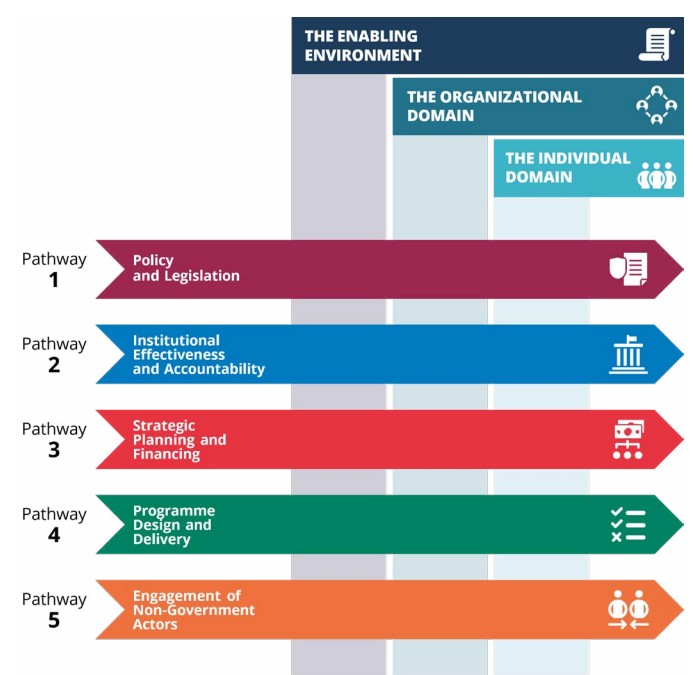 THE ENABLING
ENVIRONMENT
THE ORGANIZATIONAL
DOMAIN
THE INDIVIDUAL
DOMAIN
Pathway
1
Policy
and Legislation
Pathway
2
Institutional
Effectiveness
and Accountability
Pathway
3
Strategic
Planning and
Financing
Pathway
4
Programme
Design and
Delivery
Pathway
5
Engagement of
Non-Government
Actors